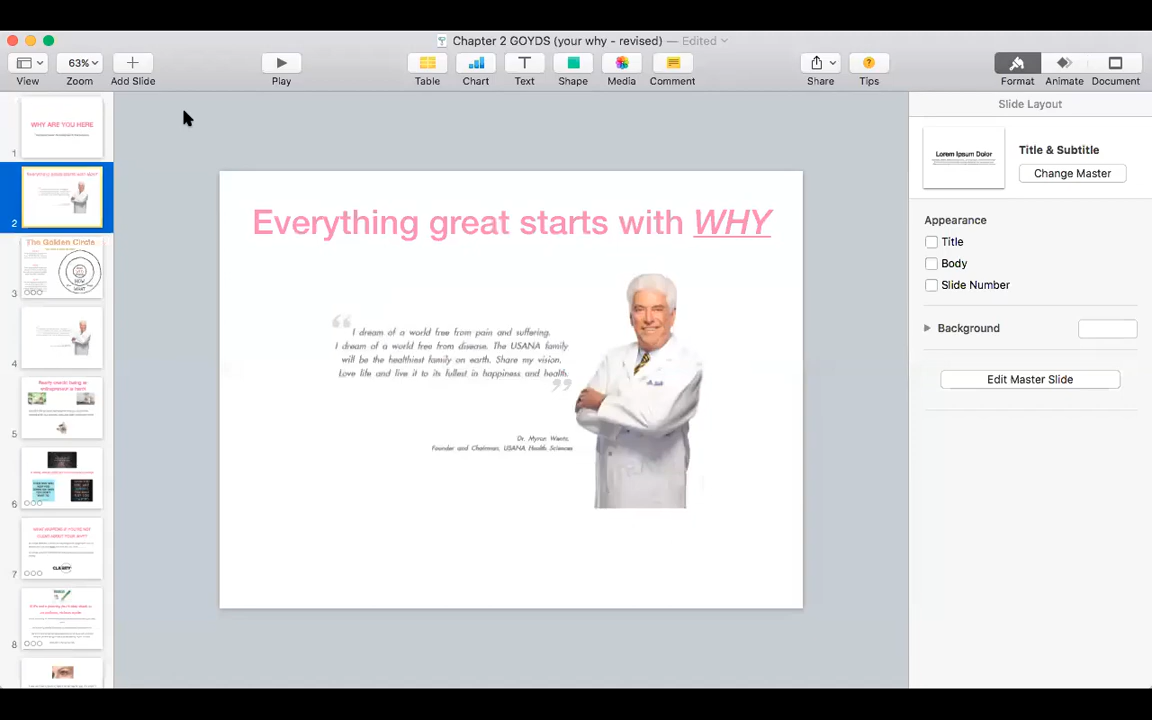 Chapter 2 GOYDS (your why - revised) — Edited
63%
View
Zoom
Add Slide
Play
Table
Chart
Text
Shape
Media
Comment
Share
Tips
Format
Animate
Document
1
WHY ARE YOU HERE
2
3
The Golden Circle
HOW
WHAT
4
5
6
7
CLARITY
8
Everything great starts with WHY
“ I dream of a world free from pain and suffering.
I dream of a world free from disease. The USANA family
will be the healthiest family on earth. Share my vision.
Love life and live it to its fullest in happiness and health. ”
Dr. Myron Wentz,
Founder and Chairman, USANA Health Sciences
Slide Layout
Lorem Ipsum Dolor
Title & Subtitle
Change Master
Appearance
Title
Body
Slide Number
Background
Edit Master Slide